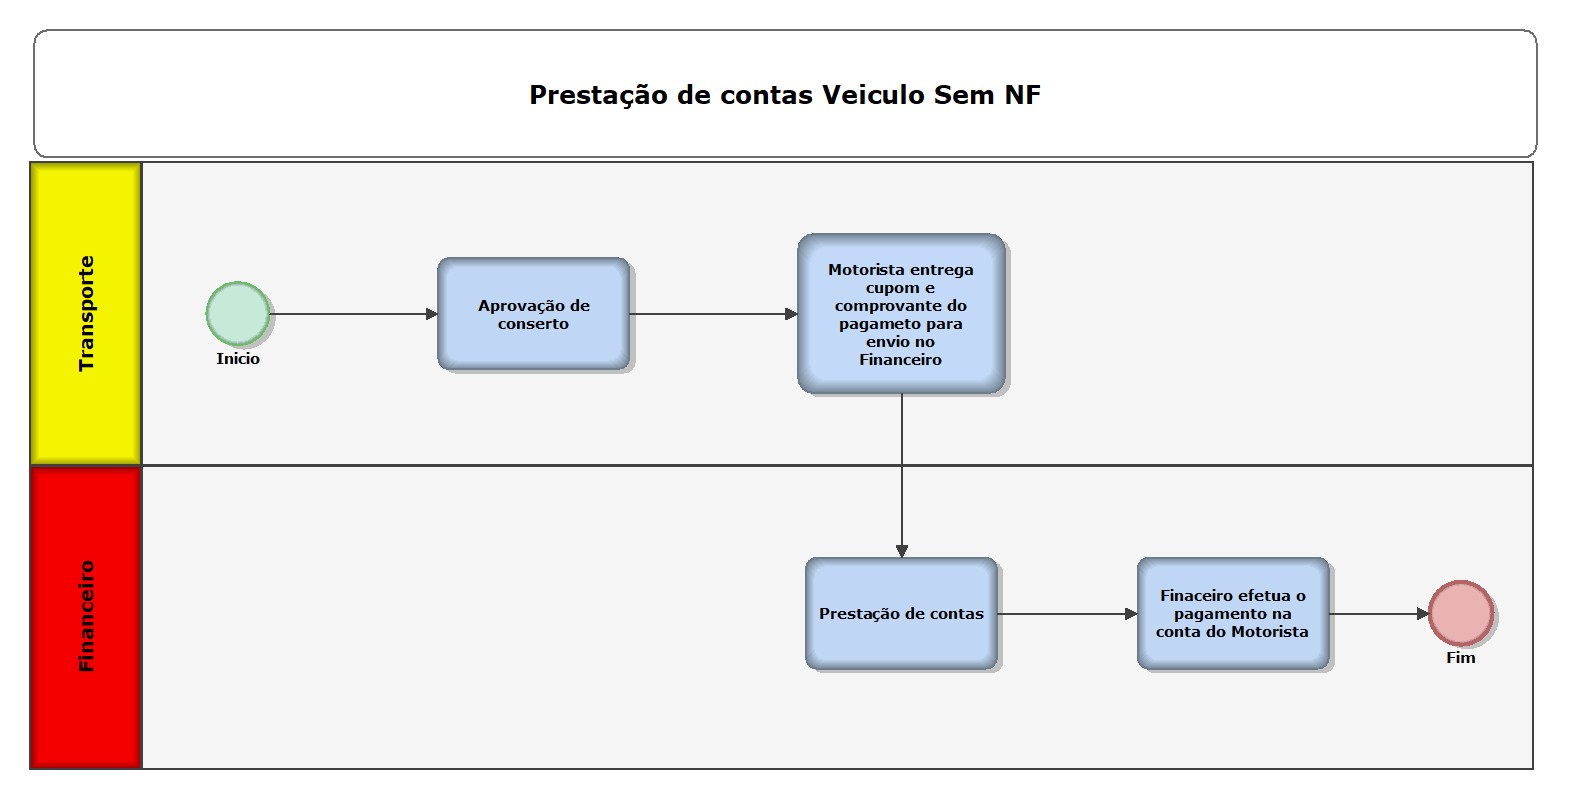 Prestação de contas Veiculo Sem NF
Transporte
Inicio
Aprovação de
conserto
Motorista entrega
cupom e
comprovante do
pagameto para
envio no
Financeiro
Financeiro
Prestação de contas
Finaceiro efetua o
pagamento na
conta do Motorista
Fim